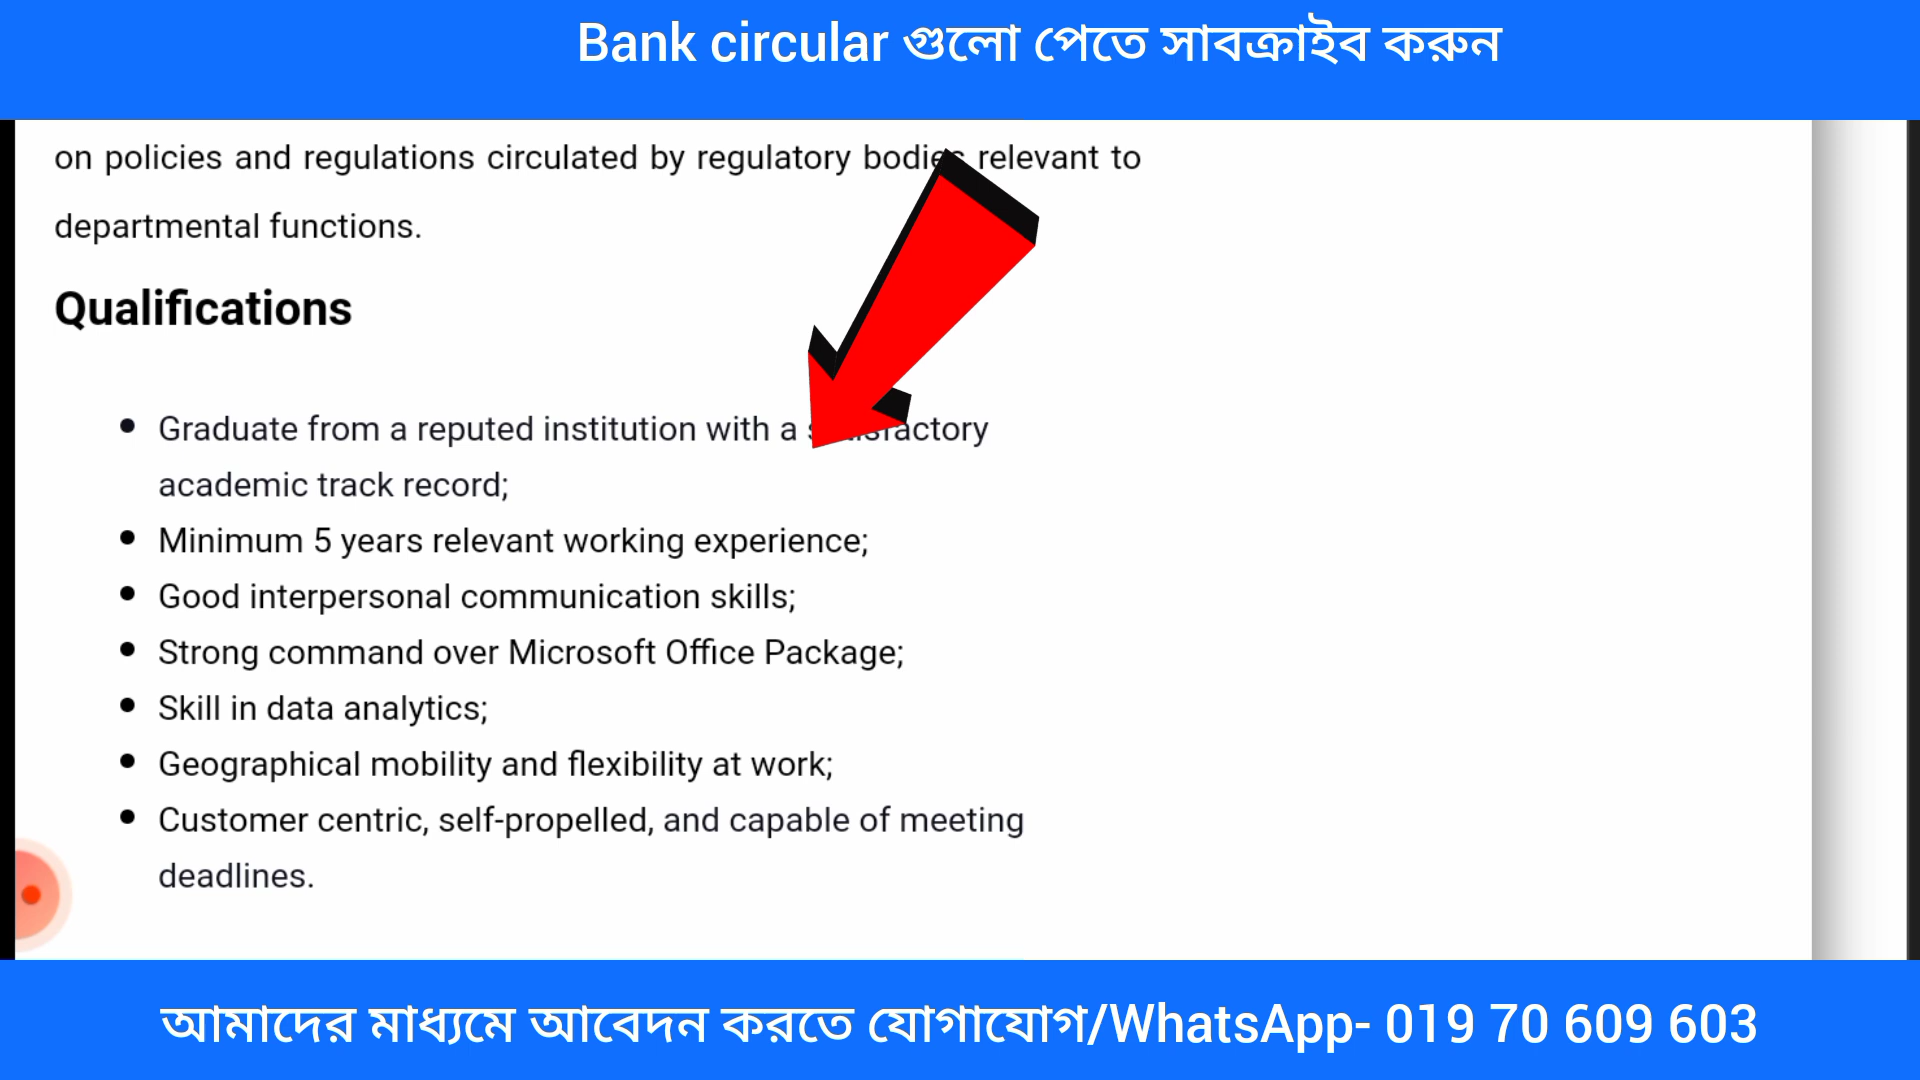 Bank circular গুলো পেতে সাবক্রাইব করুন
on policies and regulations circulated by regulatory bodies relevant to
departmental functions.
Qualifications
Graduate from a reputed institution with a satisfactory
academic track record;
Minimum 5 years relevant working experience;
Good interpersonal communication skills;
Strong command over Microsoft Office Package;
Skill in data analytics;
Geographical mobility and flexibility at work;
Customer centric, self-propelled, and capable of meeting
deadlines.
আমাদের মাধ্যমে আবেদন করতে যোগাযোগ/WhatsApp- 019 70 609 603